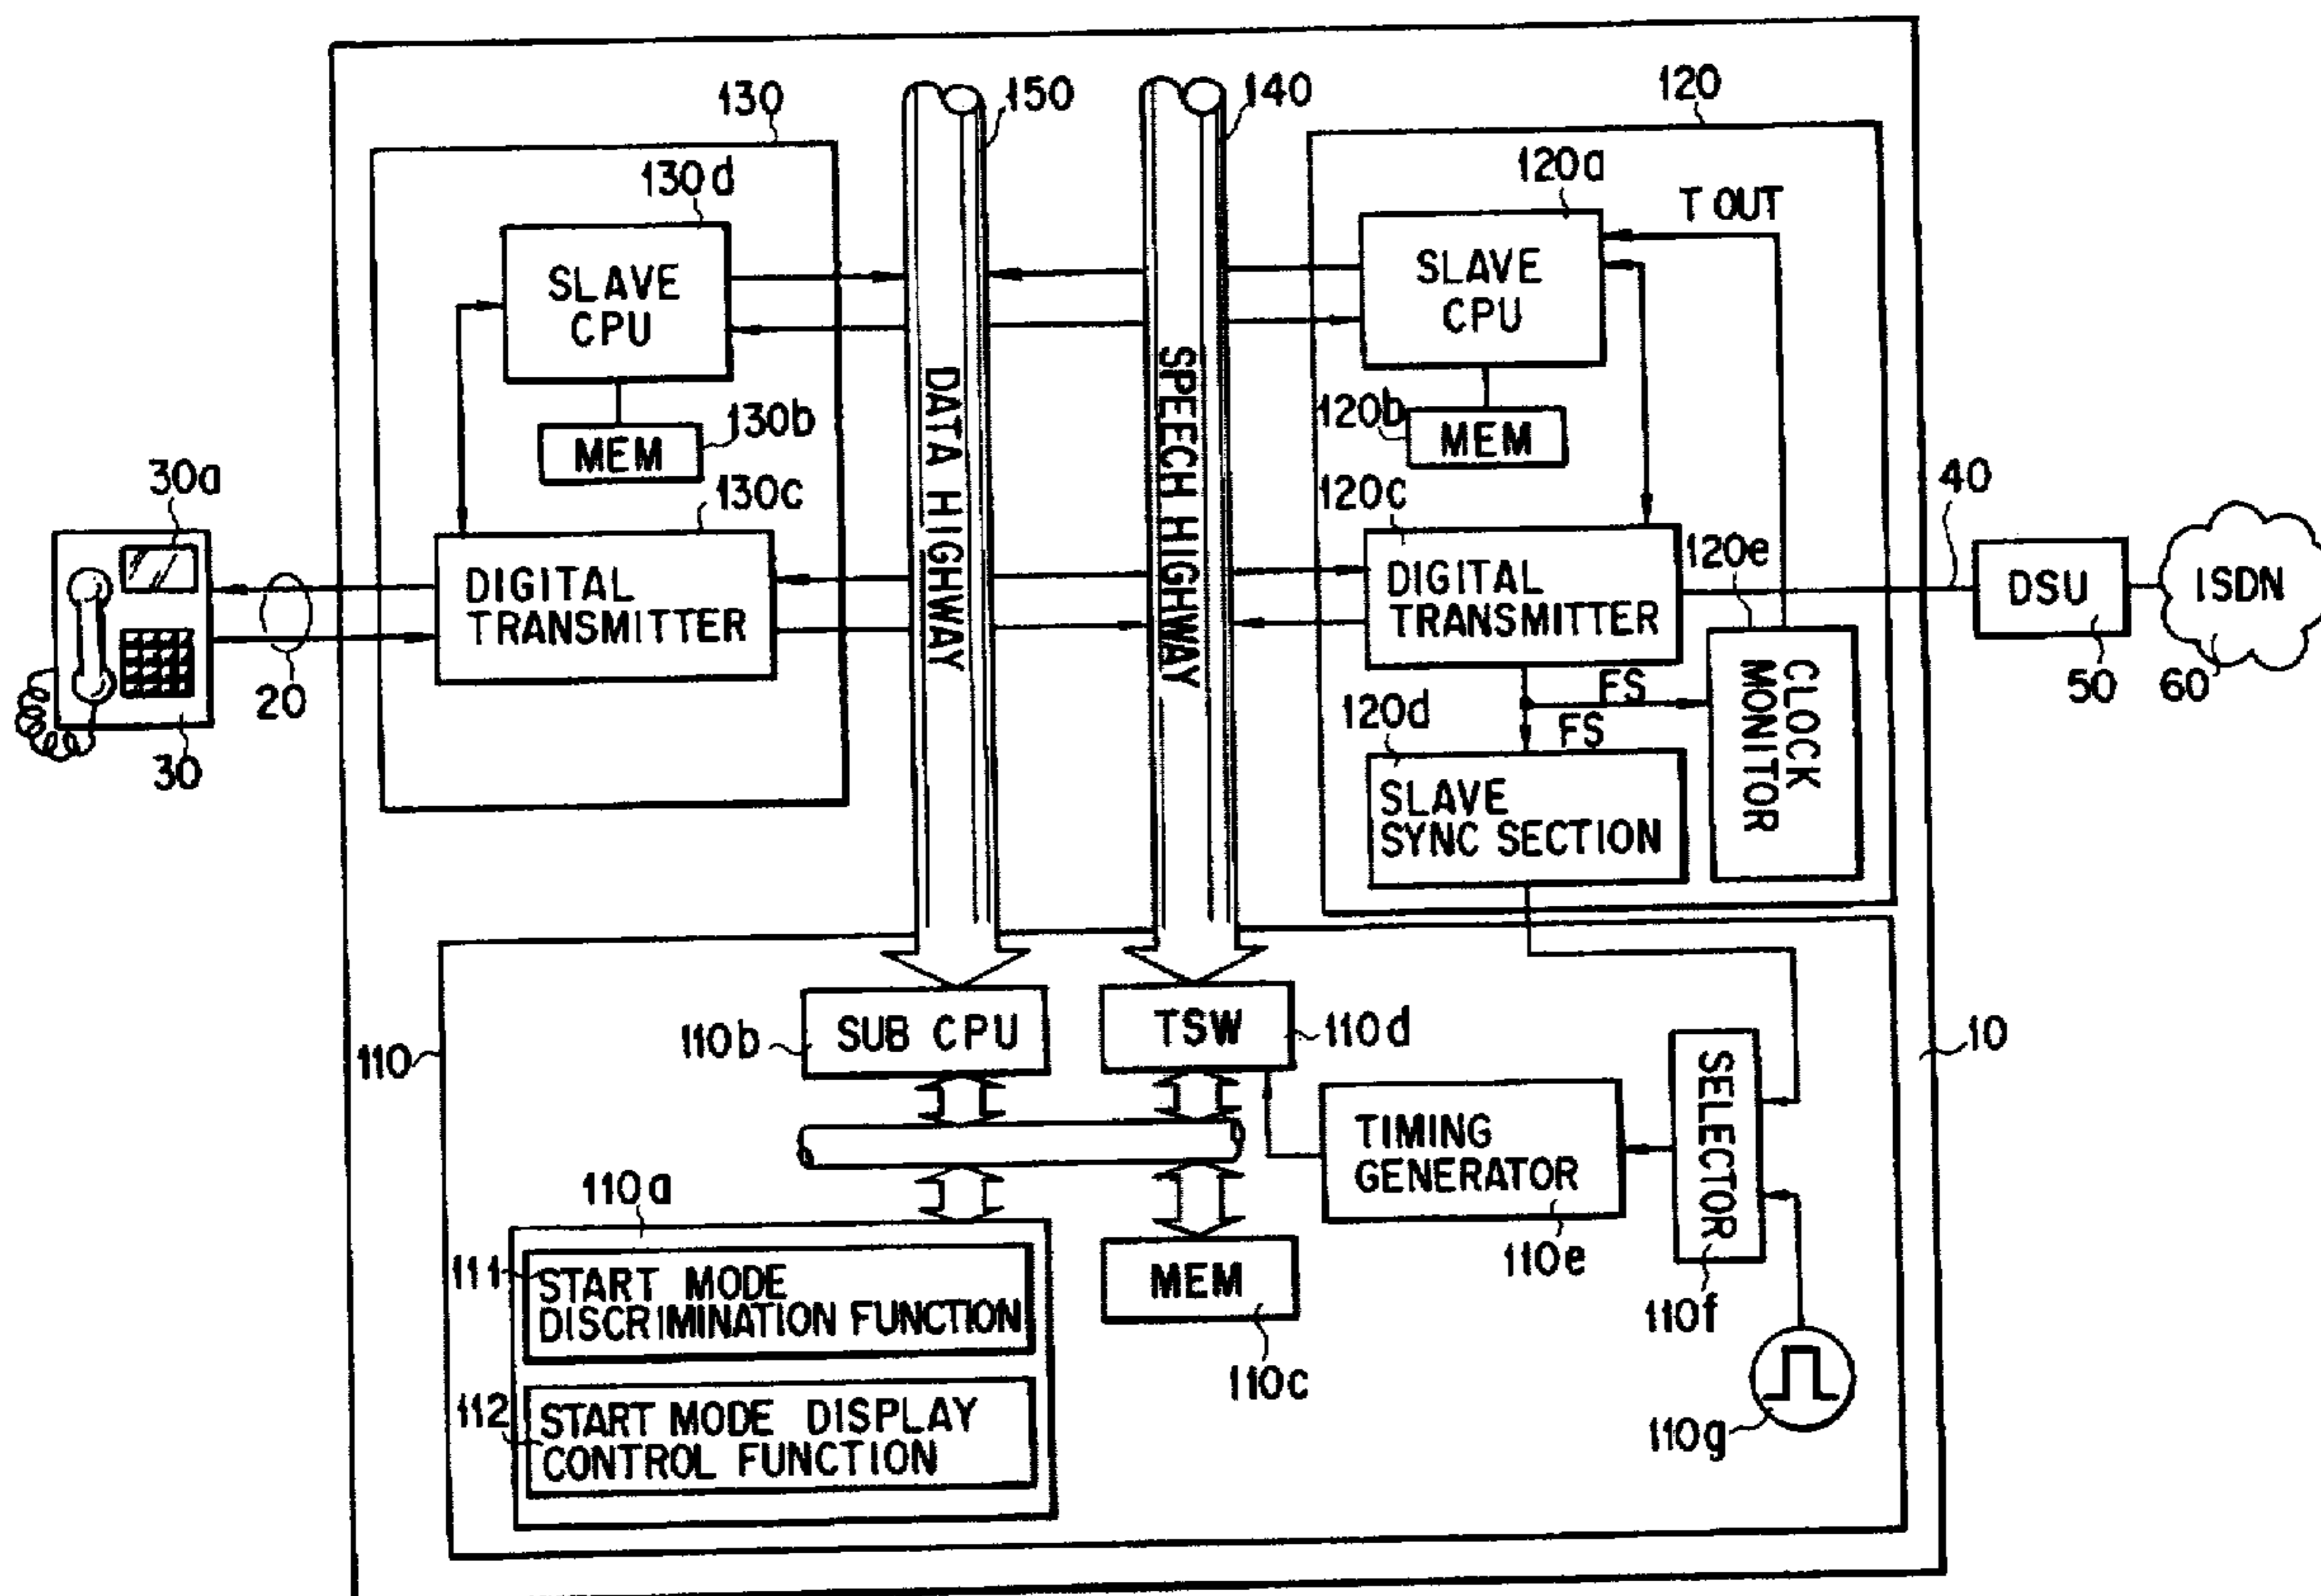 130
150
140
120
130d
120a
T OUT
SLAVE
CPU
SLAVE
CPU
130b
MEM
120b
MEM
DATA HIGHWAY
SPEECH HIGHWAY
30a
130c
120c
40
DIGITAL
TRANSMITTER
DIGITAL
TRANSMITTER
120e
DSU
ISDN
20
30
FS
FS
50
60
120d
CLOCK
MONITOR
SLAVE
SYNC SECTION
110
110b
SUB CPU
TSW
110d
10
SELECTOR
TIMING
GENERATOR
110a
110e
111
START MODE
DISCRIMINATION FUNCTION
MEM
110f
110c
112
START MODE DISPLAY
CONTROL FUNCTION
110g